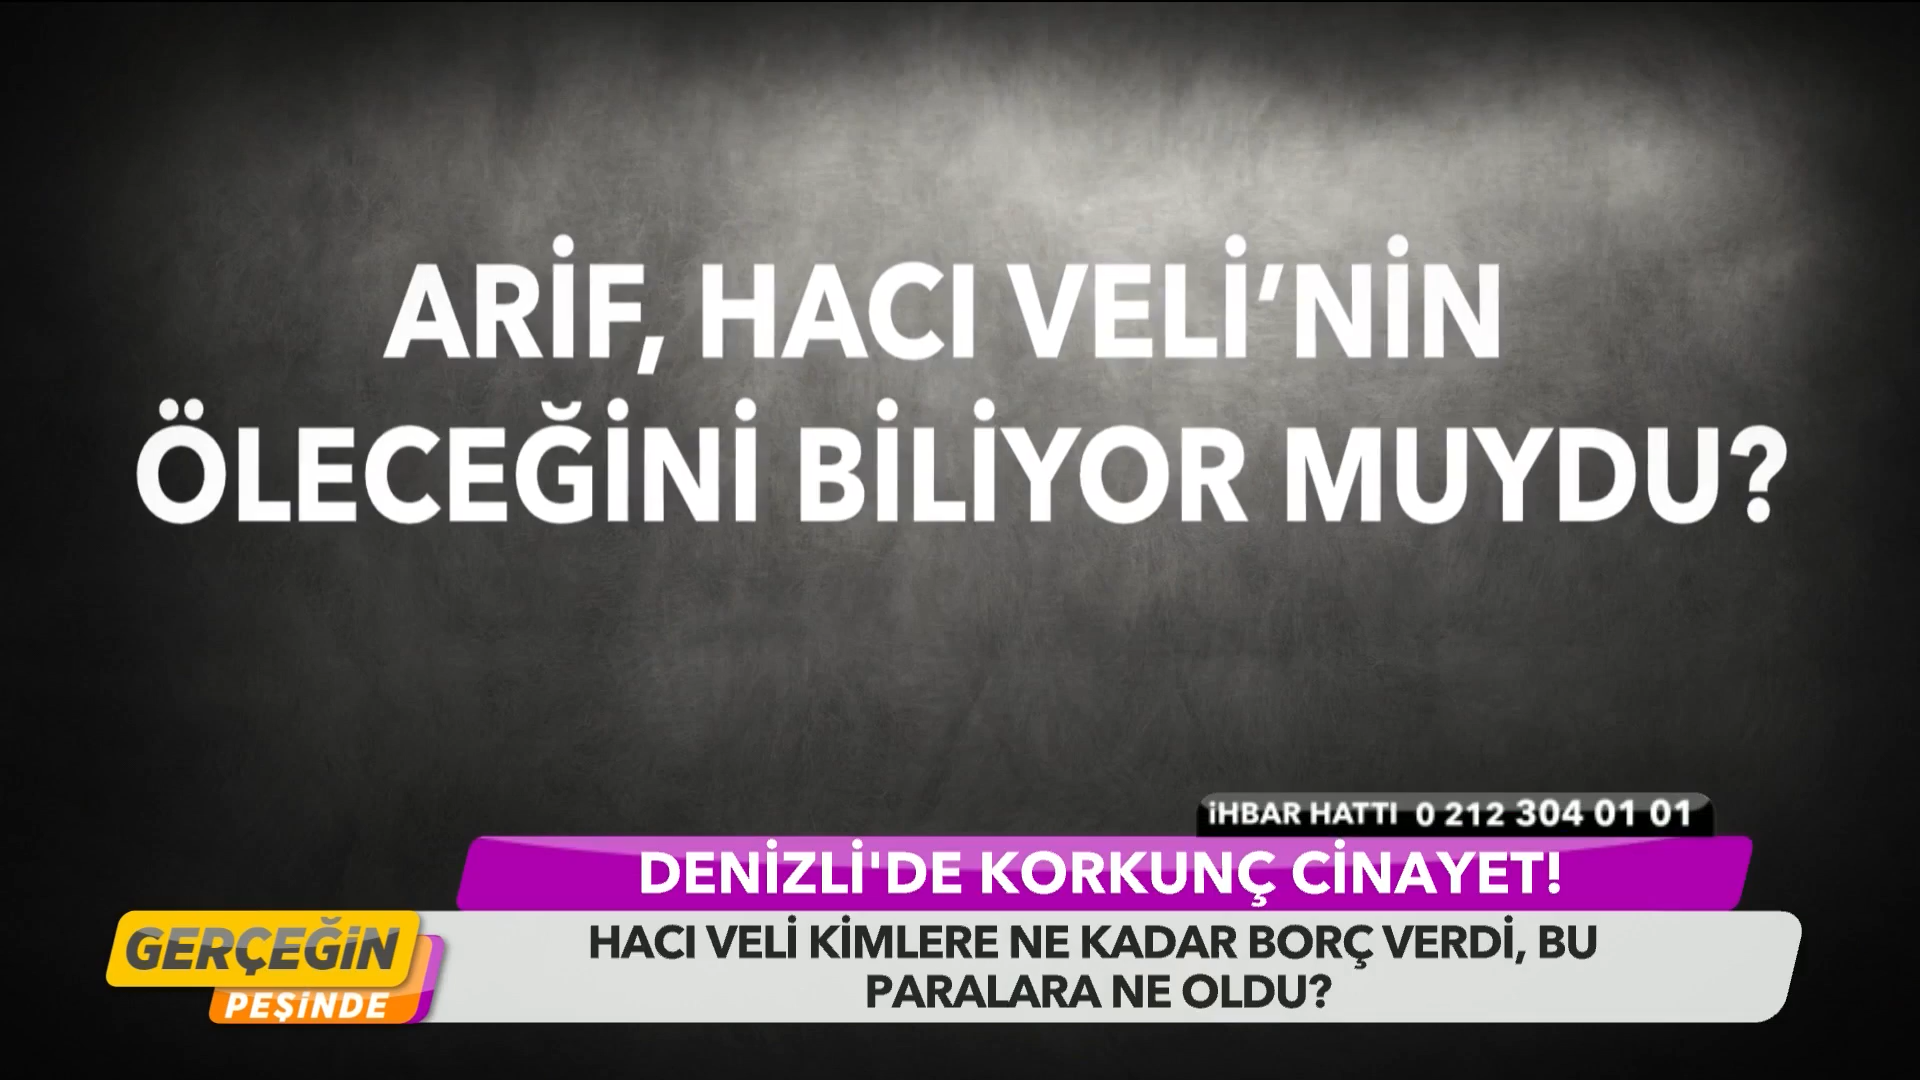 ARİF, HACI VELİ’NİN
ÖLECEĞİNİ BİLİYOR MUYDU?
İHBAR HATTI 0 212 304 01 01
DENİZLİ'DE KORKUNÇ CİNAYET!
GERÇEĞİN
PEŞİNDE
HACI VELİ KİMLERE NE KADAR BORÇ VERDİ, BU
PARALARA NE OLDU?